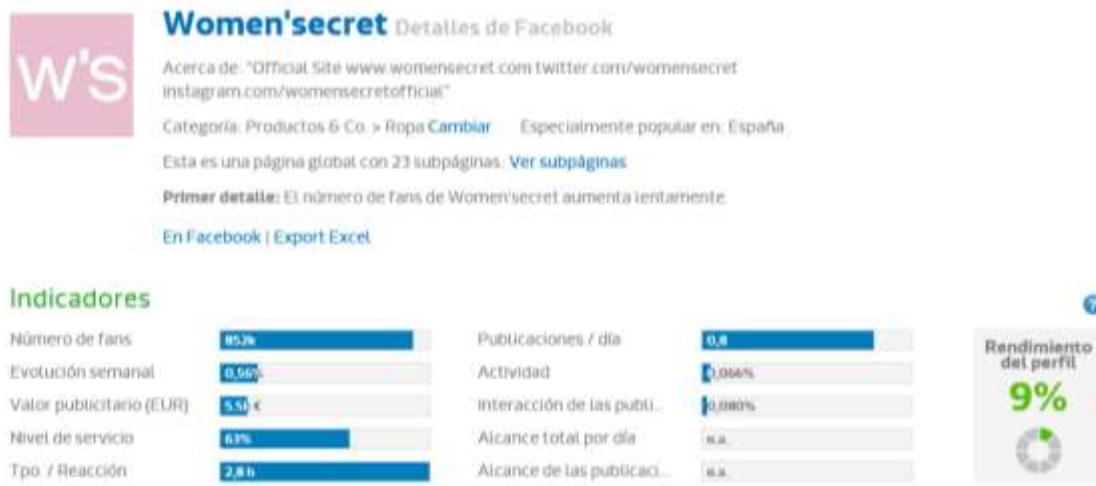 W'S
Women'secret Detalles de Facebook
Acerca de: "Official Site www.womensecret.com twitter.com/womensecret
instagram.com/womensecretofficial"
Categoría: Productos & Co. > Ropa Cambiar Especialmente popular en: España
Esta es una página global con 23 subpáginas: Ver subpáginas
Primer detalle: El número de fans de Women'secret aumenta lentamente
En Facebook | Export Excel
Indicadores
?
Número de fans 852k Publicaciones / día 0,8
Evolución semanal 0,56% Actividad 0,066%
Valor publicitario (EUR) € Interacción de las publi... 0,080%
Nivel de servicio 63% Alcance total por día n.a.
Tpo. / Reacción 2,8 h Alcance de las publicaci... n.a.
Rendimiento
del perfil
9%